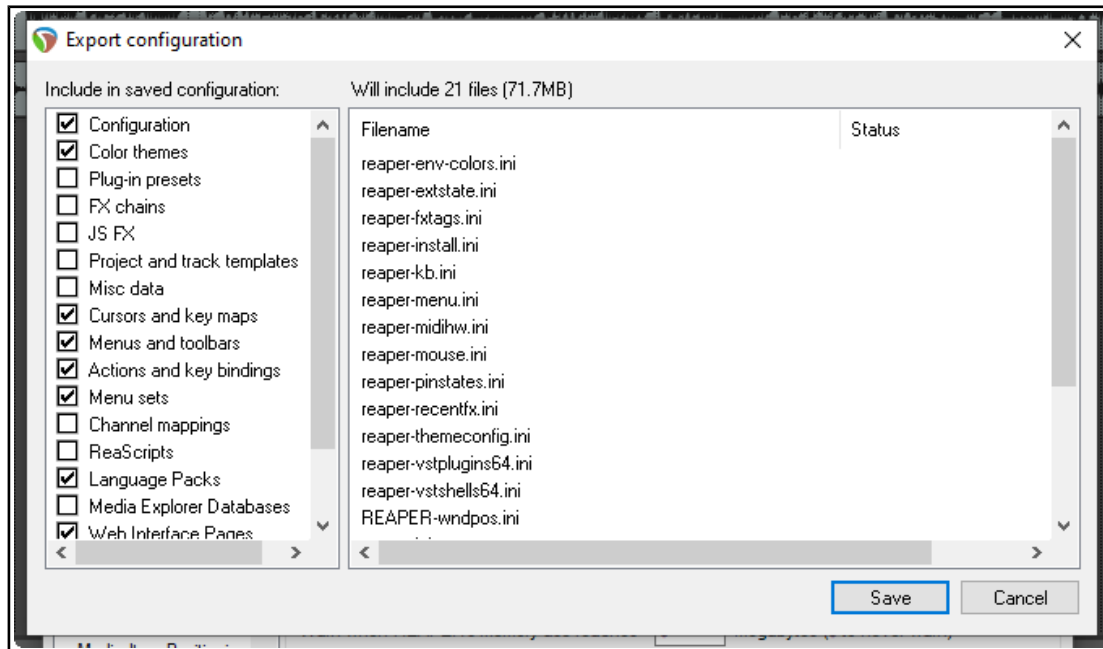 Export configuration
Include in saved configuration:
Will include 21 files (71.7MB)
Configuration
Color themes
Plug-in presets
FX chains
JS FX
Project and track templates
Misc data
Cursors and key maps
Menus and toolbars
Actions and key bindings
Menu sets
Channel mappings
ReaScripts
Language Packs
Media Explorer Databases
Web Interface Pages
Filename Status
reaper-env-colors.ini
reaper-extstate.ini
reaper-fxtags.ini
reaper-install.ini
reaper-kb.ini
reaper-menu.ini
reaper-midihw.ini
reaper-mouse.ini
reaper-pinstates.ini
reaper-recentfx.ini
reaper-themeconfig.ini
reaper-vstplugins64.ini
reaper-vstshells64.ini
REAPER-wndpos.ini
Save Cancel